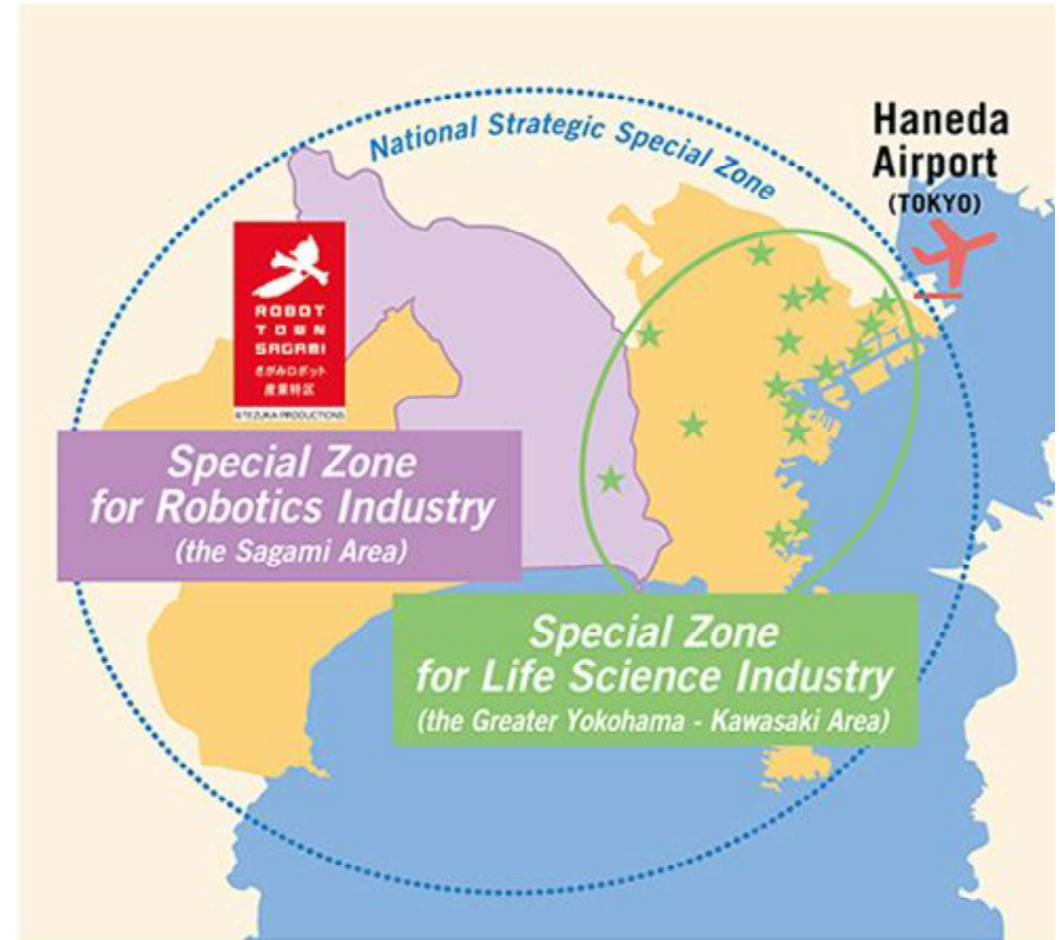 National Strategic Special Zone
Haneda
Airport
(TOKYO)
ROBOT
TOWN
SAGAMI
さがみロボット
産業特区
©TEZUKA PRODUCTIONS
Special Zone
for Robotics Industry
(the Sagami Area)
Special Zone
for Life Science Industry
(the Greater Yokohama - Kawasaki Area)